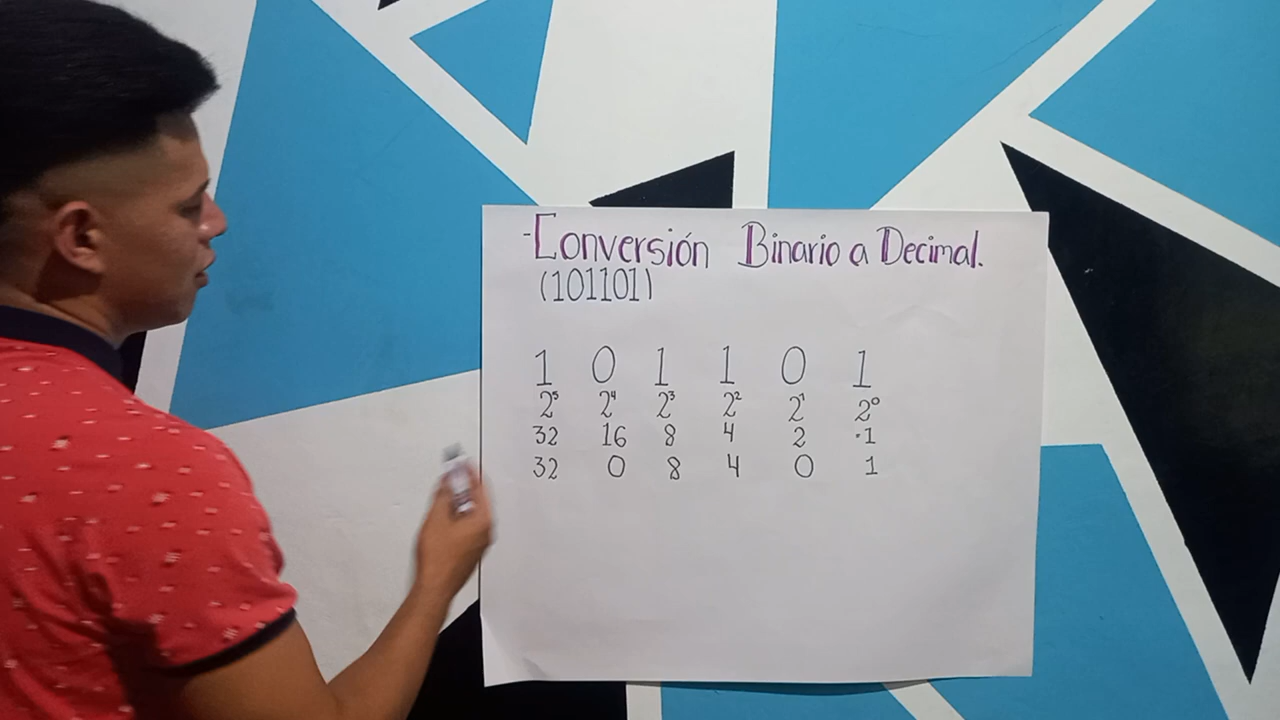 -Conversión Binario a Decimal.
(101101)
1 0 1 1 0 1
2⁵ 2⁴ 2³ 2² 2¹ 2⁰
32 16 8 4 2 1
32 0 8 4 0 1